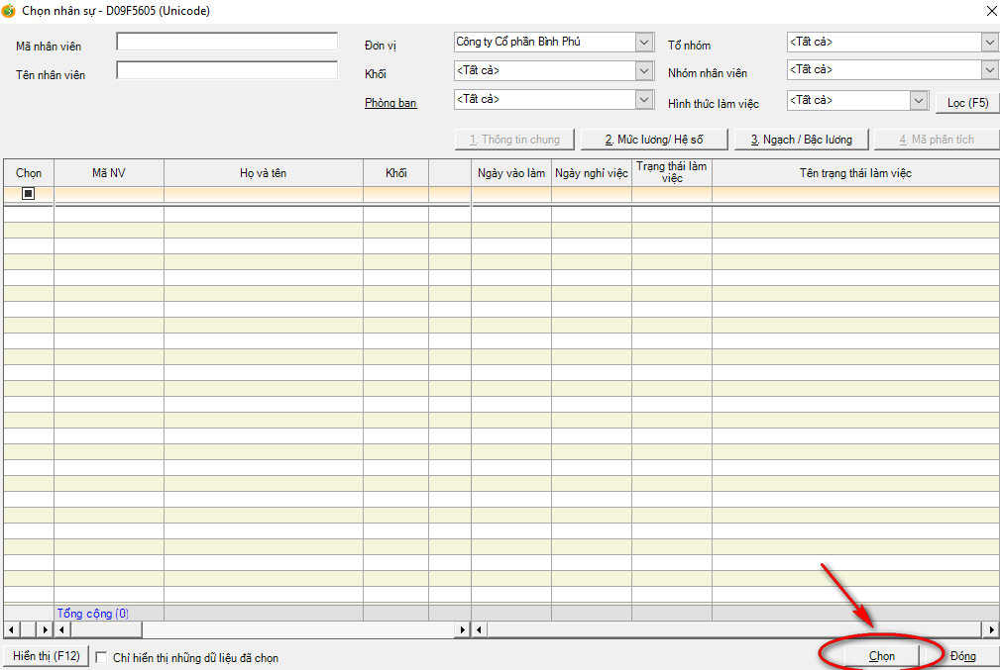 Chọn nhân sự - D09F5605 (Unicode)
Mã nhân viên
Đơn vị
Công ty Cổ phần Bình Phú
Tổ nhóm
<Tất cả>
Tên nhân viên
Khối
<Tất cả>
Nhóm nhân viên
<Tất cả>
Phòng ban
<Tất cả>
Hình thức làm việc
<Tất cả>
Lọc (F5)
1. Thông tin chung
2. Mức lương/ Hệ số
3. Ngạch / Bậc lương
4. Mã phân tích
Chọn
Mã NV
Họ và tên
Khối
Ngày vào làm
Ngày nghỉ việc
Trạng thái làm
việc
Tên trạng thái làm việc
Tổng cộng (0)
Hiển thị (F12)
Chỉ hiển thị những dữ liệu đã chọn
Chọn
Đóng